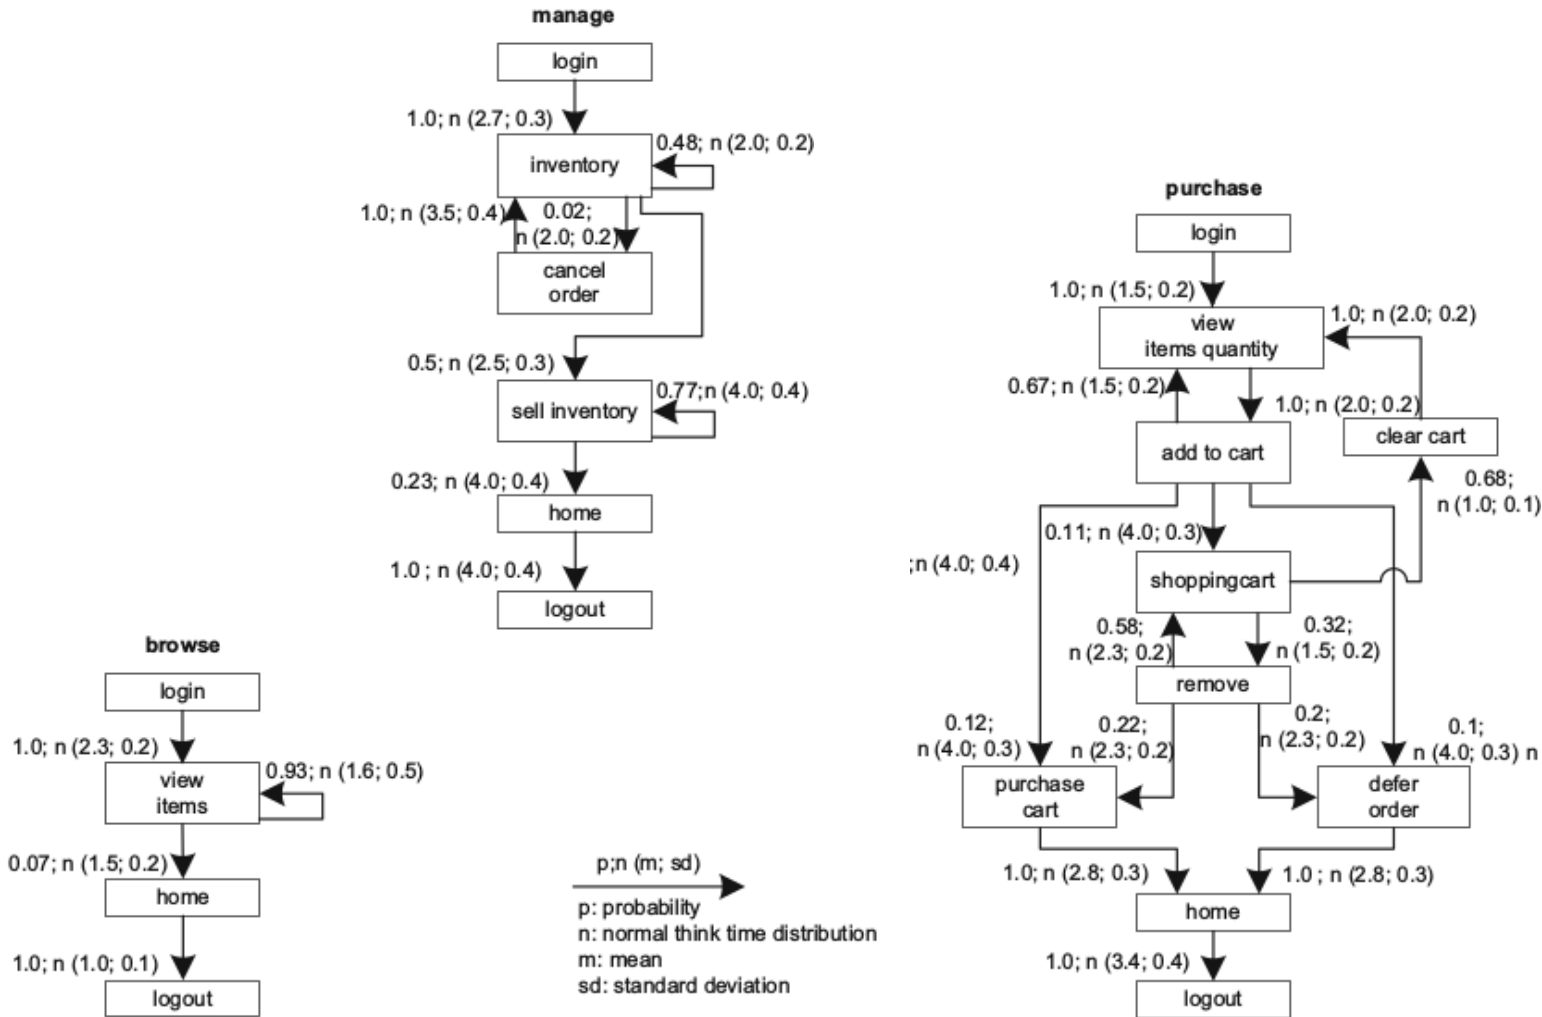 manage
login
1.0; n (2.7; 0.3)
0.48; n (2.0; 0.2)
inventory
1.0; n (3.5; 0.4)
0.02;
n (2.0; 0.2)
cancel
order
0.5; n (2.5; 0.3)
0.77;n (4.0; 0.4)
sell inventory
0.23; n (4.0; 0.4)
home
1.0 ; n (4.0; 0.4)
logout
browse
login
1.0; n (2.3; 0.2)
0.93; n (1.6; 0.5)
view
items
0.07; n (1.5; 0.2)
home
1.0; n (1.0; 0.1)
logout
p;n (m; sd)
p: probability
n: normal think time distribution
m: mean
sd: standard deviation
purchase
login
1.0; n (1.5; 0.2)
1.0; n (2.0; 0.2)
view
items quantity
0.67; n (1.5; 0.2)
1.0; n (2.0; 0.2)
clear cart
add to cart
0.68;
n (1.0; 0.1)
0.11; n (4.0; 0.3)
;n (4.0; 0.4)
shoppingcart
0.58;
n (2.3; 0.2)
0.32;
n (1.5; 0.2)
remove
0.12;
n (4.0; 0.3)
0.22;
n (2.3; 0.2)
0.2;
n (2.3; 0.2)
0.1;
n (4.0; 0.3) n
purchase
cart
defer
order
1.0; n (2.8; 0.3)
1.0 ; n (2.8; 0.3)
home
1.0; n (3.4; 0.4)
logout